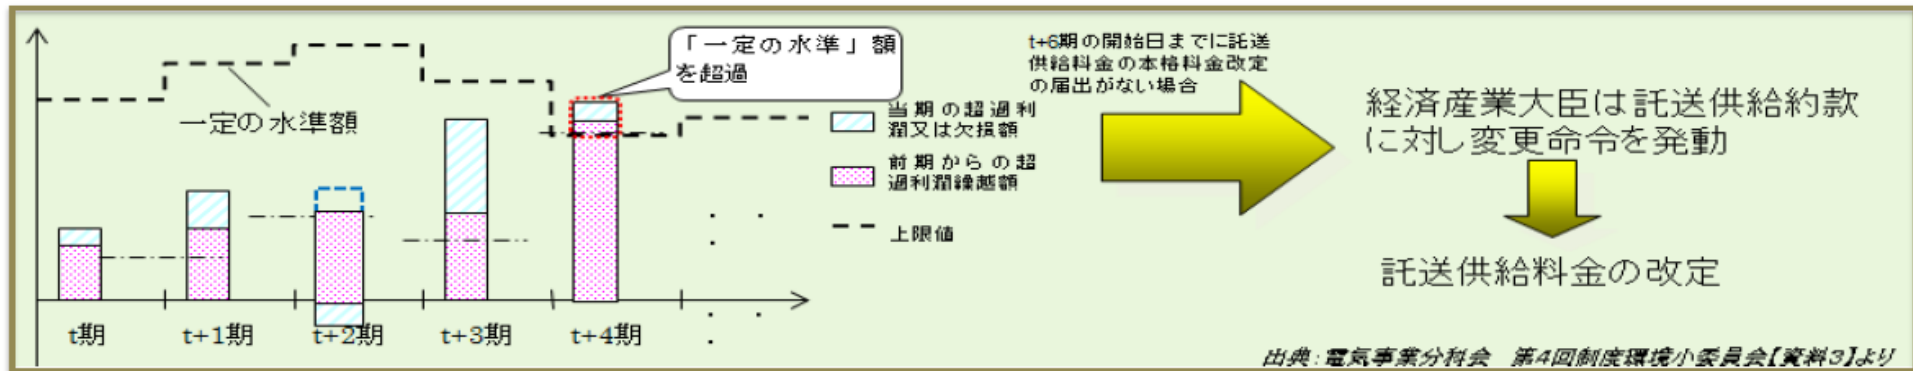 「一定の水準」額
を超過
一定の水準額
当期の超過利
潤又は欠損額
前期からの超
過利潤繰越額
上限値
t期
t+1期
t+2期
t+3期
t+4期
t+6期の開始日までに託送
供給料金の本格料金改定
の届出がない場合
経済産業大臣は託送供給約款
に対し変更命令を発動
託送供給料金の改定
出典：電気事業分科会　第4回制度環境小委員会【資料3】より